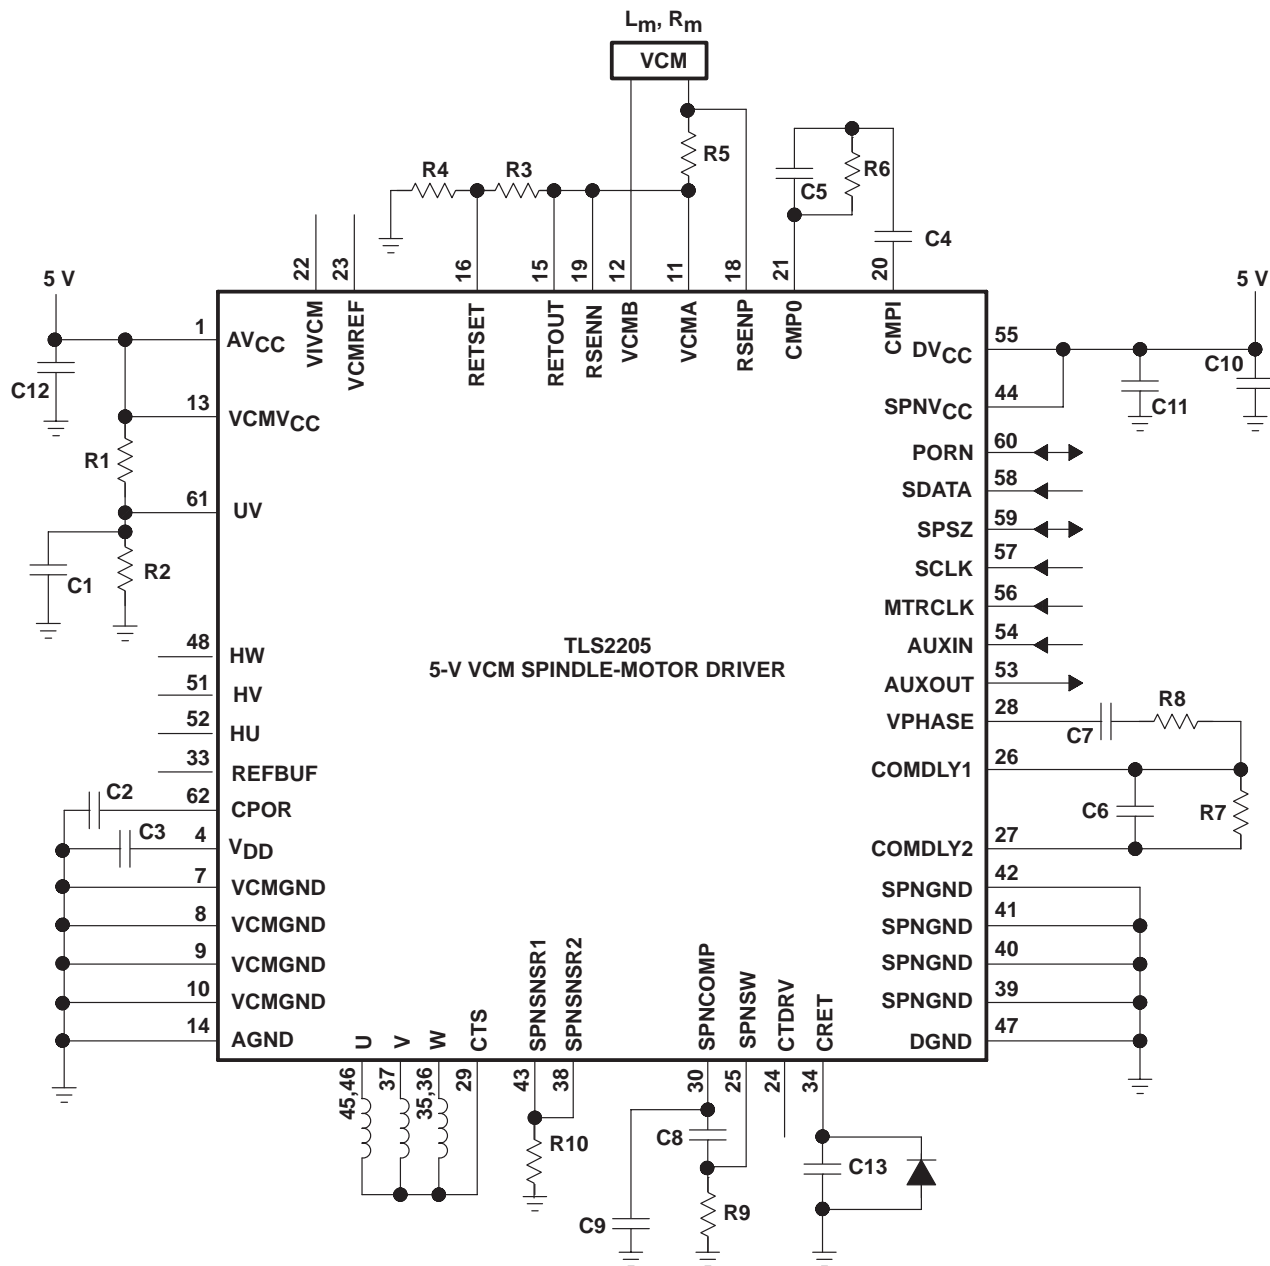 Lm, Rm
VCM
R5
R4
R3
C5
R6
C4
22
23
16
15
19
12
11
18
21
20
5 V
5 V
VIVCM
VCMREF
RETSET
RETOUT
RSENN
VCMB
VCMA
RSENP
CMP0
CMPI
1
AVCC
C12
13
VCMVCC
R1
61
UV
C1
R2
48
HW
51
HV
52
HU
33
REFBUF
C2
62
CPOR
C3
4
VDD
7
VCMGND
8
VCMGND
9
VCMGND
10
VCMGND
14
AGND
TLS2205
5-V VCM SPINDLE-MOTOR DRIVER
DVCC
55
C10
C11
SPNVCC
44
PORN
60
SDATA
58
SPSZ
59
SCLK
57
MTRCLK
56
AUXIN
54
AUXOUT
53
VPHASE
28
C7
R8
COMDLY1
26
C6
R7
COMDLY2
27
SPNGND
42
SPNGND
41
SPNGND
40
SPNGND
39
DGND
47
U
V
W
CTS
SPNSNSR1
SPNSNSR2
SPNCOMP
SPNSW
CTDRV
CRET
45,46
37
35,36
29
43
38
30
25
24
34
R10
C8
C9
R9
C13